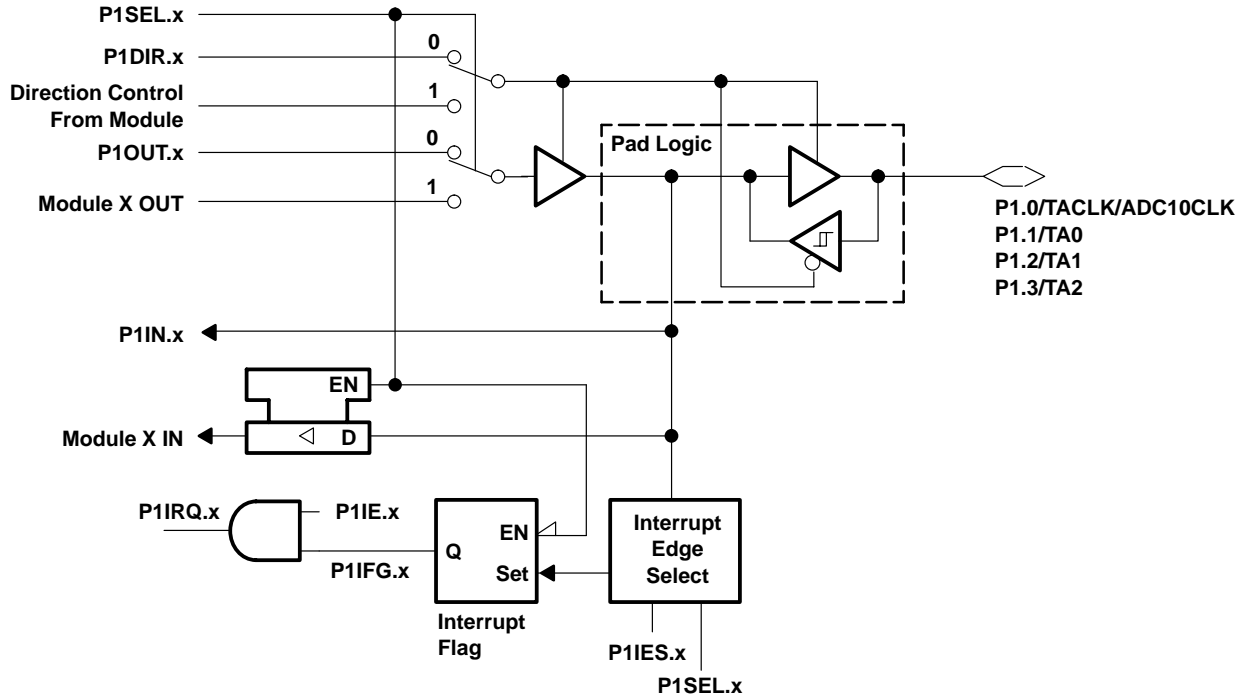 P1SEL.x
0
P1DIR.x
Direction Control
From Module
1
0
P1OUT.x
1
Module X OUT
Pad Logic
P1.0/TACLK/ADC10CLK
P1.1/TA0
P1.2/TA1
P1.3/TA2
P1IN.x
EN
Module X IN
D
P1IRQ.x
P1IE.x
P1IFG.x
Q
EN
Set
Interrupt
Flag
Interrupt
Edge
Select
P1IES.x
P1SEL.x